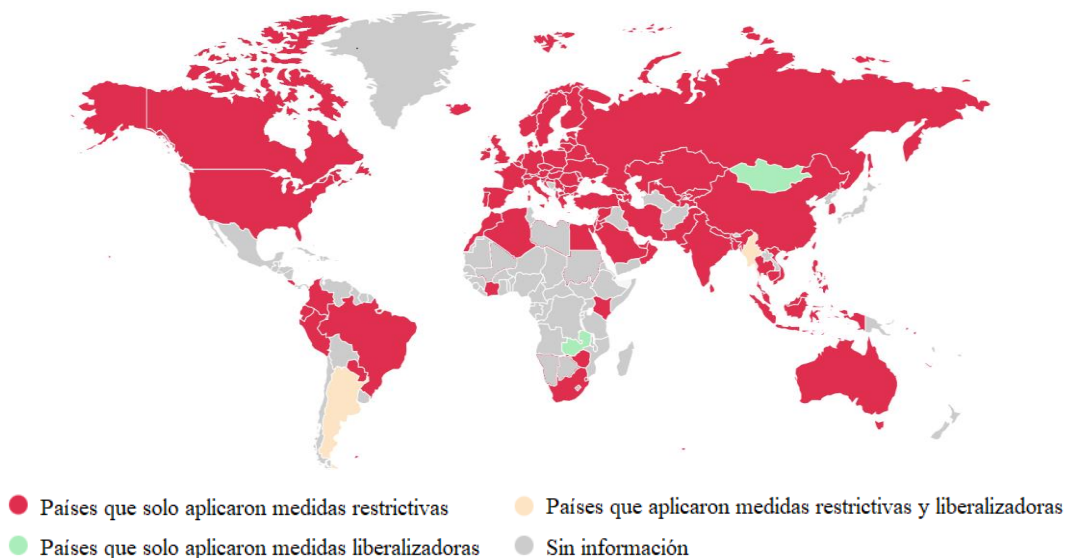 Países que solo aplicaron medidas restrictivas
Países que aplicaron medidas restrictivas y liberalizadoras
Países que solo aplicaron medidas liberalizadoras
Sin información